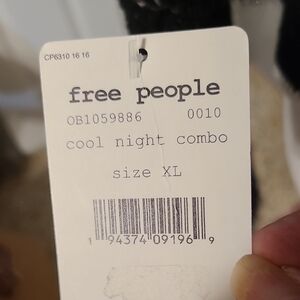 CP6310 16 16
free people
OB1059886 0010
cool night combo
size XL
1 94374 09196 9